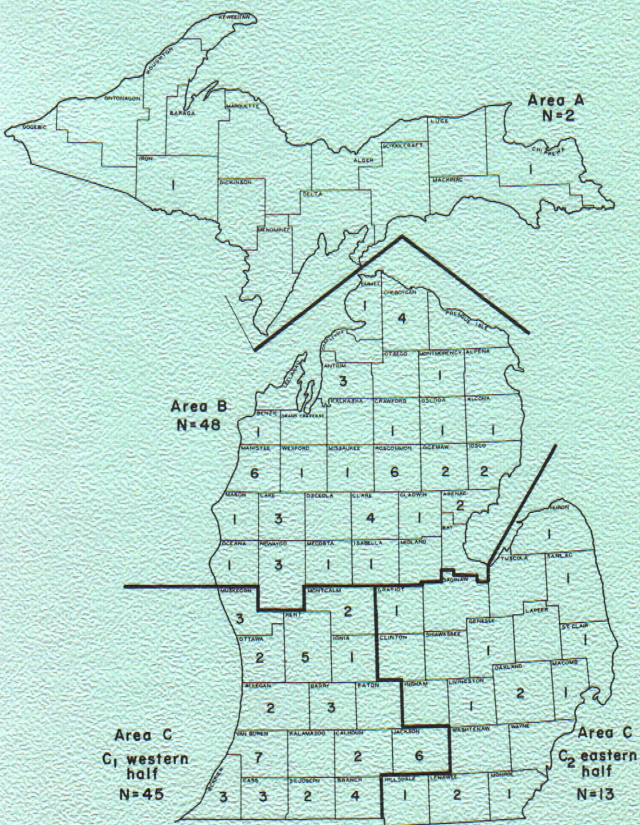 KEWEENAW
HOUGHTON
ONTONAGON
BARAGA
MARQUETTE
GOGEBIC
IRON
1
DICKINSON
MENOMINEE
DELTA
ALGER
SCHOOLCRAFT
LUCE
MACKINAC
CHIPPEWA
1
Area A
N=2
EMMET
1
CHEBOYGAN
4
PRESQUE ISLE
ANTRIM
3
OTSEGO
MONTMORENCY
1
ALPENA
Area B
N=48
BENZIE
1
GRAND TRAVERSE
KALKASKA
CRAWFORD
1
OSCODA
1
ALCONA
1
MANISTEE
6
WEXFORD
1
MISSAUKEE
1
ROSCOMMON
6
OGEMAW
2
IOSCO
2
MASON
1
LAKE
3
OSCEOLA
CLARE
4
GLADWIN
1
ARENAC
2
BAY
OCEANA
1
NEWAYGO
3
MECOSTA
1
ISABELLA
1
MIDLAND
HURON
1
TUSCOLA
SANILAC
1
MUSKEGON
3
MONTCALM
2
GRATIOT
1
SAGINAW
KENT
5
OTTAWA
2
IONIA
1
CLINTON
SHIAWASSEE
GENESEE
1
LAPEER
ST CLAIR
1
ALLEGAN
2
BARRY
3
EATON
INGHAM
LIVINGSTON
1
OAKLAND
2
MACOMB
1
VAN BUREN
7
KALAMAZOO
CALHOUN
2
JACKSON
6
WASHTENAW
WAYNE
BERRIEN
3
CASS
3
ST JOSEPH
2
BRANCH
4
HILLSDALE
1
LENAWEE
2
MONROE
1
Area C
C₁ western
half
N=45
Area C
C₂ eastern
half
N=13